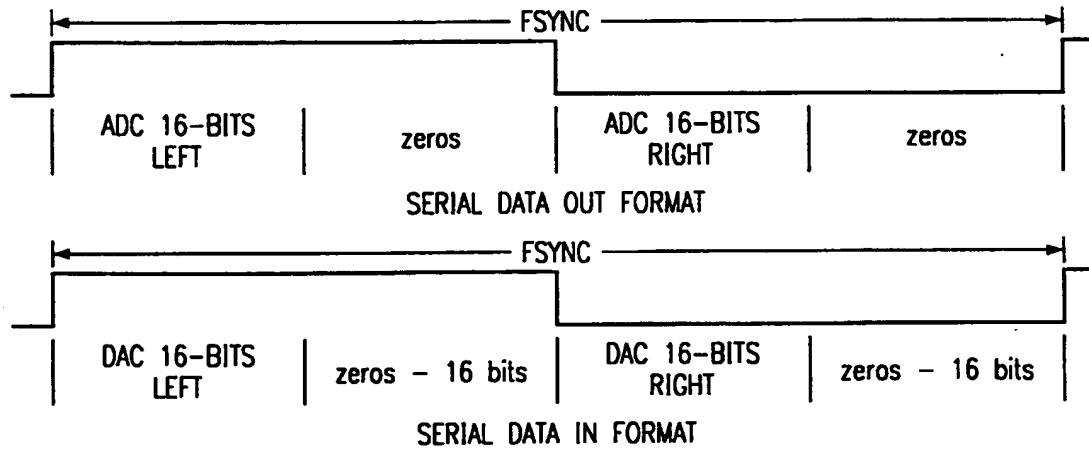 FSYNC
ADC 16-BITS LEFT
zeros
ADC 16-BITS RIGHT
zeros
SERIAL DATA OUT FORMAT
FSYNC
DAC 16-BITS LEFT
zeros - 16 bits
DAC 16-BITS RIGHT
zeros - 16 bits
SERIAL DATA IN FORMAT